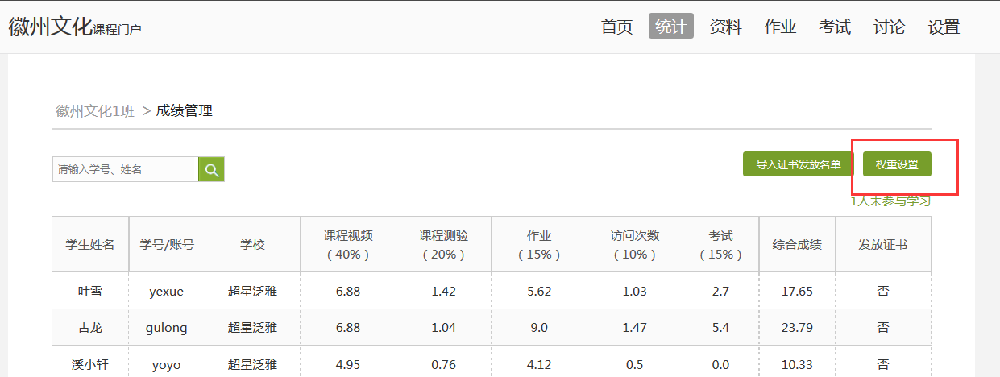 徽州文化课程门户 首页 统计 资料 作业 考试 讨论 设置
徽州文化1班 > 成绩管理
请输入学号、姓名 导入证书发放名单 权重设置
1人未参与学习
学生姓名 学号/账号 学校 课程视频（40%） 课程测验（20%） 作业（15%） 访问次数（10%） 考试（15%） 综合成绩 发放证书
叶雪 yexue 超星泛雅 6.88 1.42 5.62 1.03 2.7 17.65 否
古龙 gulong 超星泛雅 6.88 1.04 9.0 1.47 5.4 23.79 否
溪小轩 yoyo 超星泛雅 4.95 0.76 4.12 0.5 0.0 10.33 否